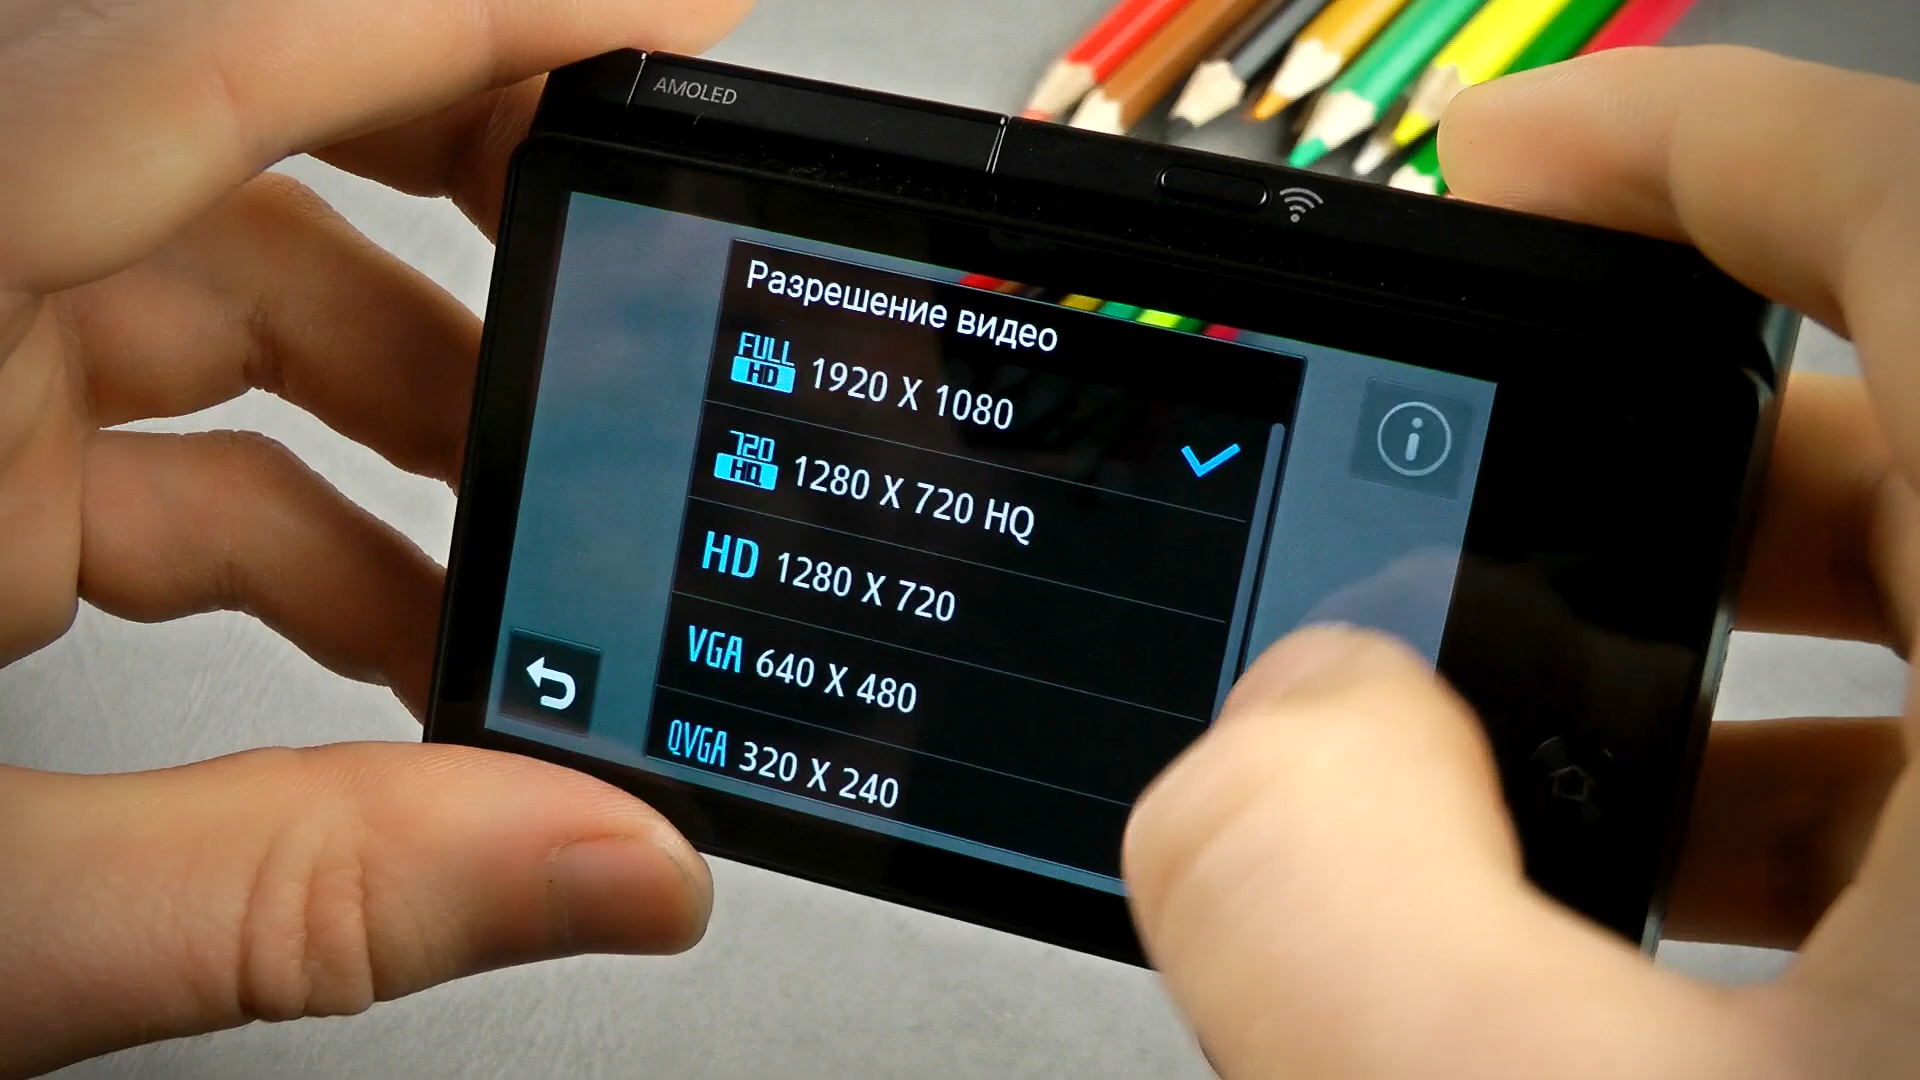 AMOLED
Разрешение видео
FULL HD 1920 X 1080
720 HQ 1280 X 720 HQ
HD 1280 X 720
VGA 640 X 480
QVGA 320 X 240